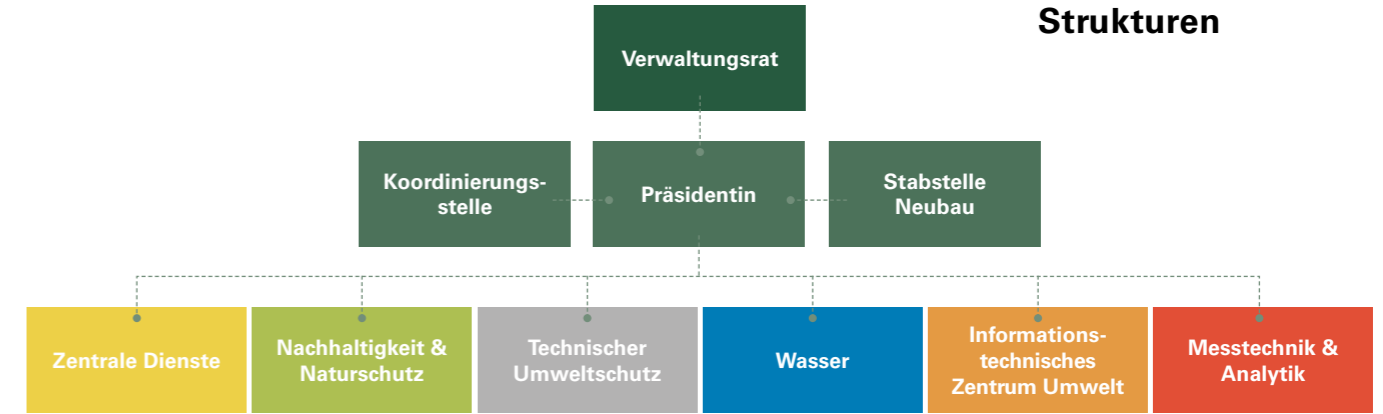 Strukturen
Verwaltungsrat
Koordinierungs-
stelle
Präsidentin
Stabstelle
Neubau
Zentrale Dienste
Nachhaltigkeit &
Naturschutz
Technischer
Umweltschutz
Wasser
Informations-
technisches
Zentrum Umwelt
Messtechnik &
Analytik